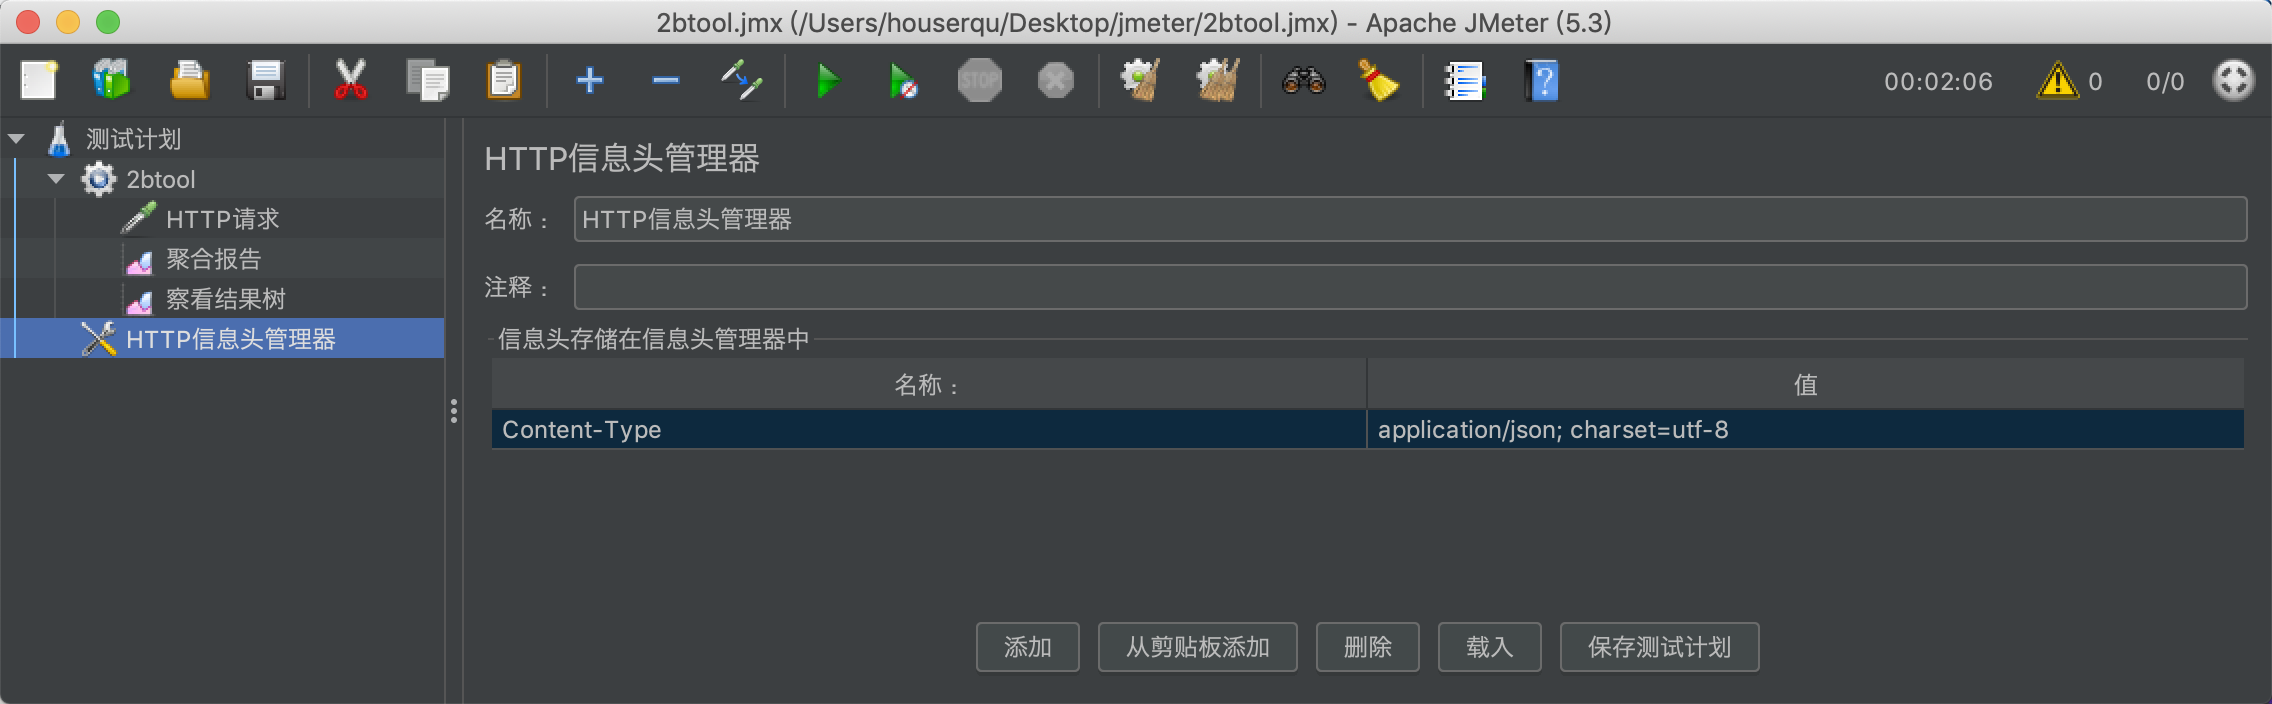 2btool.jmx (/Users/houserqu/Desktop/jmeter/2btool.jmx) - Apache JMeter (5.3)
STOP
?
00:02:06
0
0/0
测试计划
2btool
HTTP请求
聚合报告
察看结果树
HTTP信息头管理器
HTTP信息头管理器
名称： HTTP信息头管理器
注释：
信息头存储在信息头管理器中
名称： 值
Content-Type application/json; charset=utf-8
添加 从剪贴板添加 删除 载入 保存测试计划